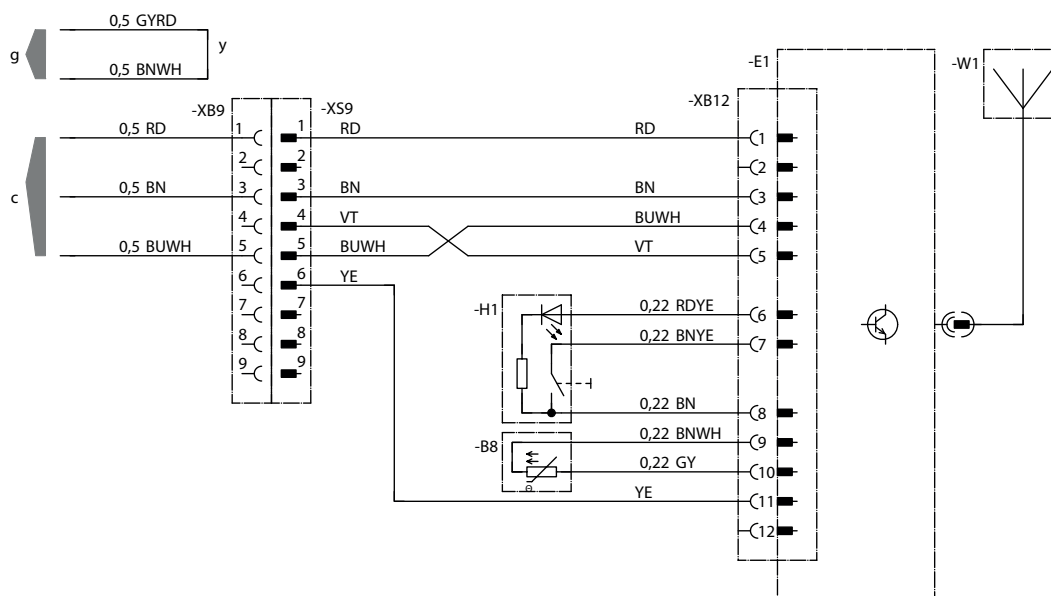 0,5 GYRD
g
y
0,5 BNWH
-E1
-W1
-XB9
-XS9
-XB12
0,5 RD
1
1
RD
RD
1
2
2
2
c
0,5 BN
3
3
BN
BN
3
4
4
VT
BUWH
4
0,5 BUWH
5
5
BUWH
VT
5
6
6
YE
7
7
-H1
0,22 RDYE
6
8
8
0,22 BNYE
7
9
9
0,22 BN
8
-B8
0,22 BNWH
9
0,22 GY
10
Θ
YE
11
12